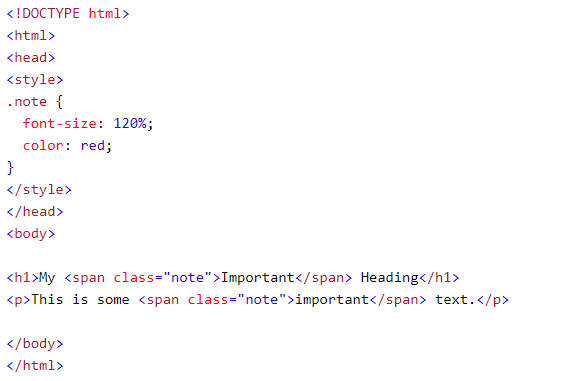 <!DOCTYPE html>
<html>
<head>
<style>
.note {
  font-size: 120%;
  color: red;
}
</style>
</head>
<body>

<h1>My <span class="note">Important</span> Heading</h1>
<p>This is some <span class="note">important</span> text.</p>

</body>
</html>